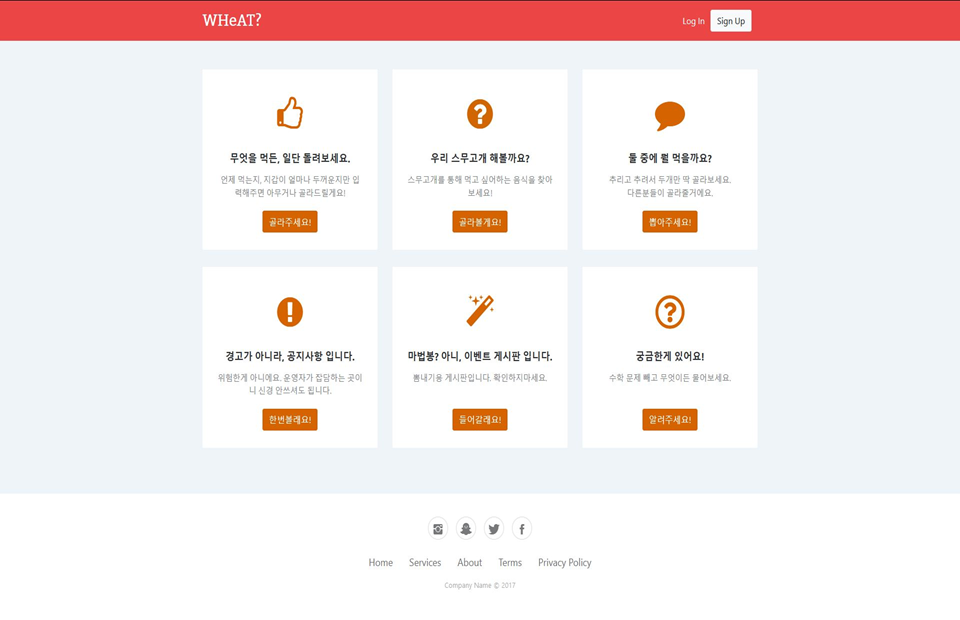 WHeAT?
Log In
Sign Up
무엇을 먹든, 일단 돌려보세요.
언제 먹는지, 지갑이 얼마나 두꺼운지만 입
력해주면 아무거나 골라드릴게요!
골라주세요!
우리 스무고개 해볼까요?
스무고개를 통해 먹고 싶어하는 음식을 찾아
보세요!
골라볼게요!
둘 중에 뭘 먹을까요?
추리고 추려서 두개만 딱 골라보세요.
다른분들이 골라줄거에요.
뽑아주세요!
경고가 아니라, 공지사항 입니다.
위험한게 아니에요. 운영자가 잡담하는 곳이
니 신경 안쓰셔도 됩니다.
한번볼래요!
마법봉? 아니, 이벤트 게시판 입니다.
뽐내기용 게시판입니다. 확인하지마세요.
들어갈래요!
궁금한게 있어요!
수학 문제 빼고 무엇이든 물어보세요.
알려주세요!
Home Services About Terms Privacy Policy
Company Name © 2017